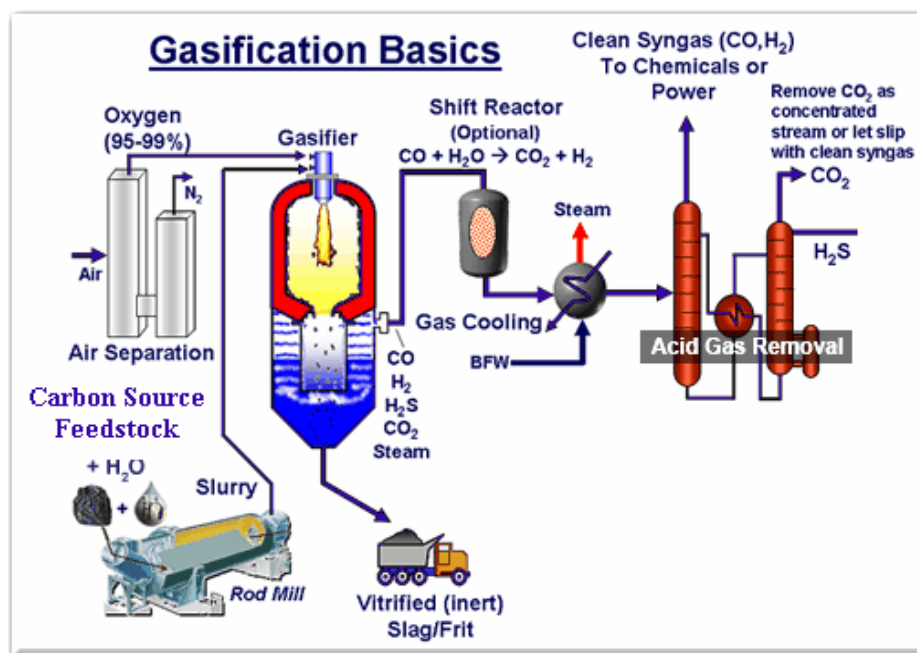 Gasification Basics
Clean Syngas (CO,H₂)
To Chemicals or
Power
Remove CO₂ as
concentrated
stream or let slip
with clean syngas
CO₂
H₂S
Oxygen
(95-99%)
N₂
Air
Air Separation
Gasifier
Shift Reactor
(Optional)
CO + H₂O → CO₂ + H₂
Steam
Gas Cooling
BFW
Acid Gas Removal
CO
H₂
H₂S
CO₂
Steam
Carbon Source
Feedstock
+ H₂O
+
Slurry
Rod Mill
Vitrified (inert)
Slag/Frit